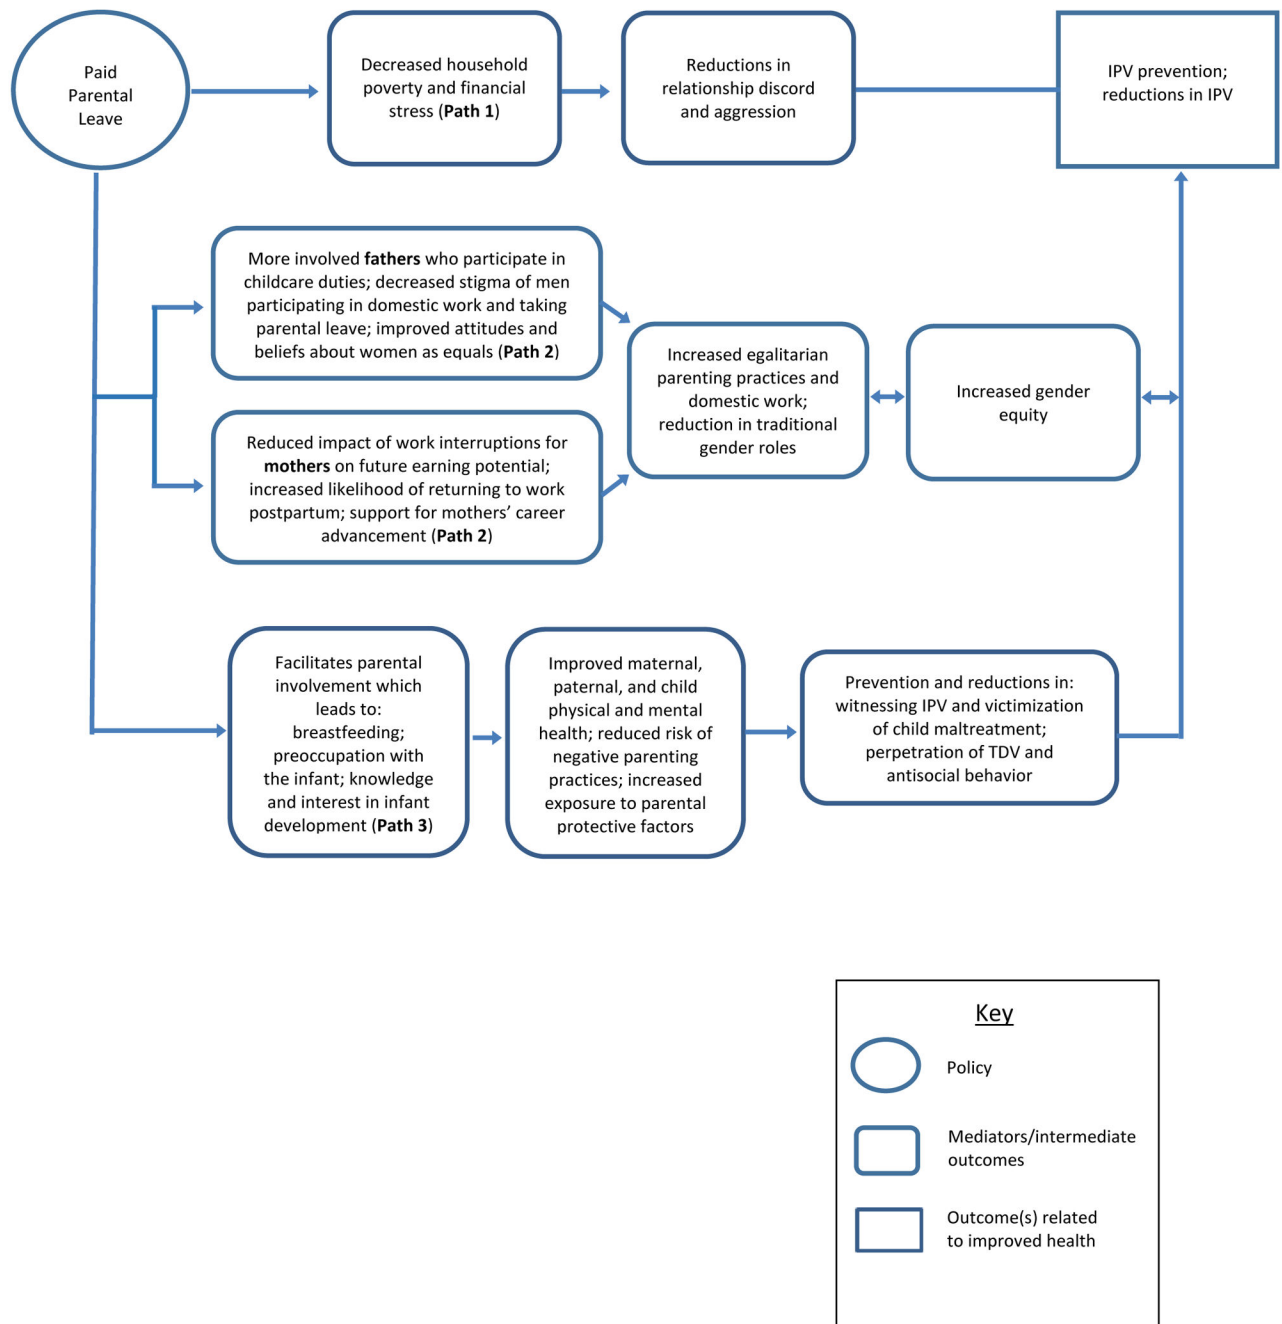 Paid
Parental
Leave
Decreased household
poverty and financial
stress (Path 1)
Reductions in
relationship discord
and aggression
IPV prevention;
reductions in IPV
More involved fathers who participate in
childcare duties; decreased stigma of men
participating in domestic work and taking
parental leave; improved attitudes and
beliefs about women as equals (Path 2)
Reduced impact of work interruptions for
mothers on future earning potential;
increased likelihood of returning to work
postpartum; support for mothers’ career
advancement (Path 2)
Increased egalitarian
parenting practices and
domestic work;
reduction in traditional
gender roles
Increased gender
equity
Facilitates parental
involvement which
leads to:
breastfeeding;
preoccupation with
the infant; knowledge
and interest in infant
development (Path 3)
Improved maternal,
paternal, and child
physical and mental
health; reduced risk of
negative parenting
practices; increased
exposure to parental
protective factors
Prevention and reductions in:
witnessing IPV and victimization
of child maltreatment;
perpetration of TDV and
antisocial behavior
Key
Policy
Mediators/intermediate
outcomes
Outcome(s) related
to improved health